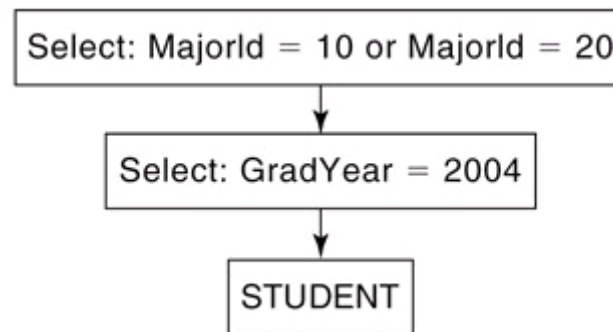 Select: MajorId = 10 or MajorId = 20
Select: GradYear = 2004
STUDENT